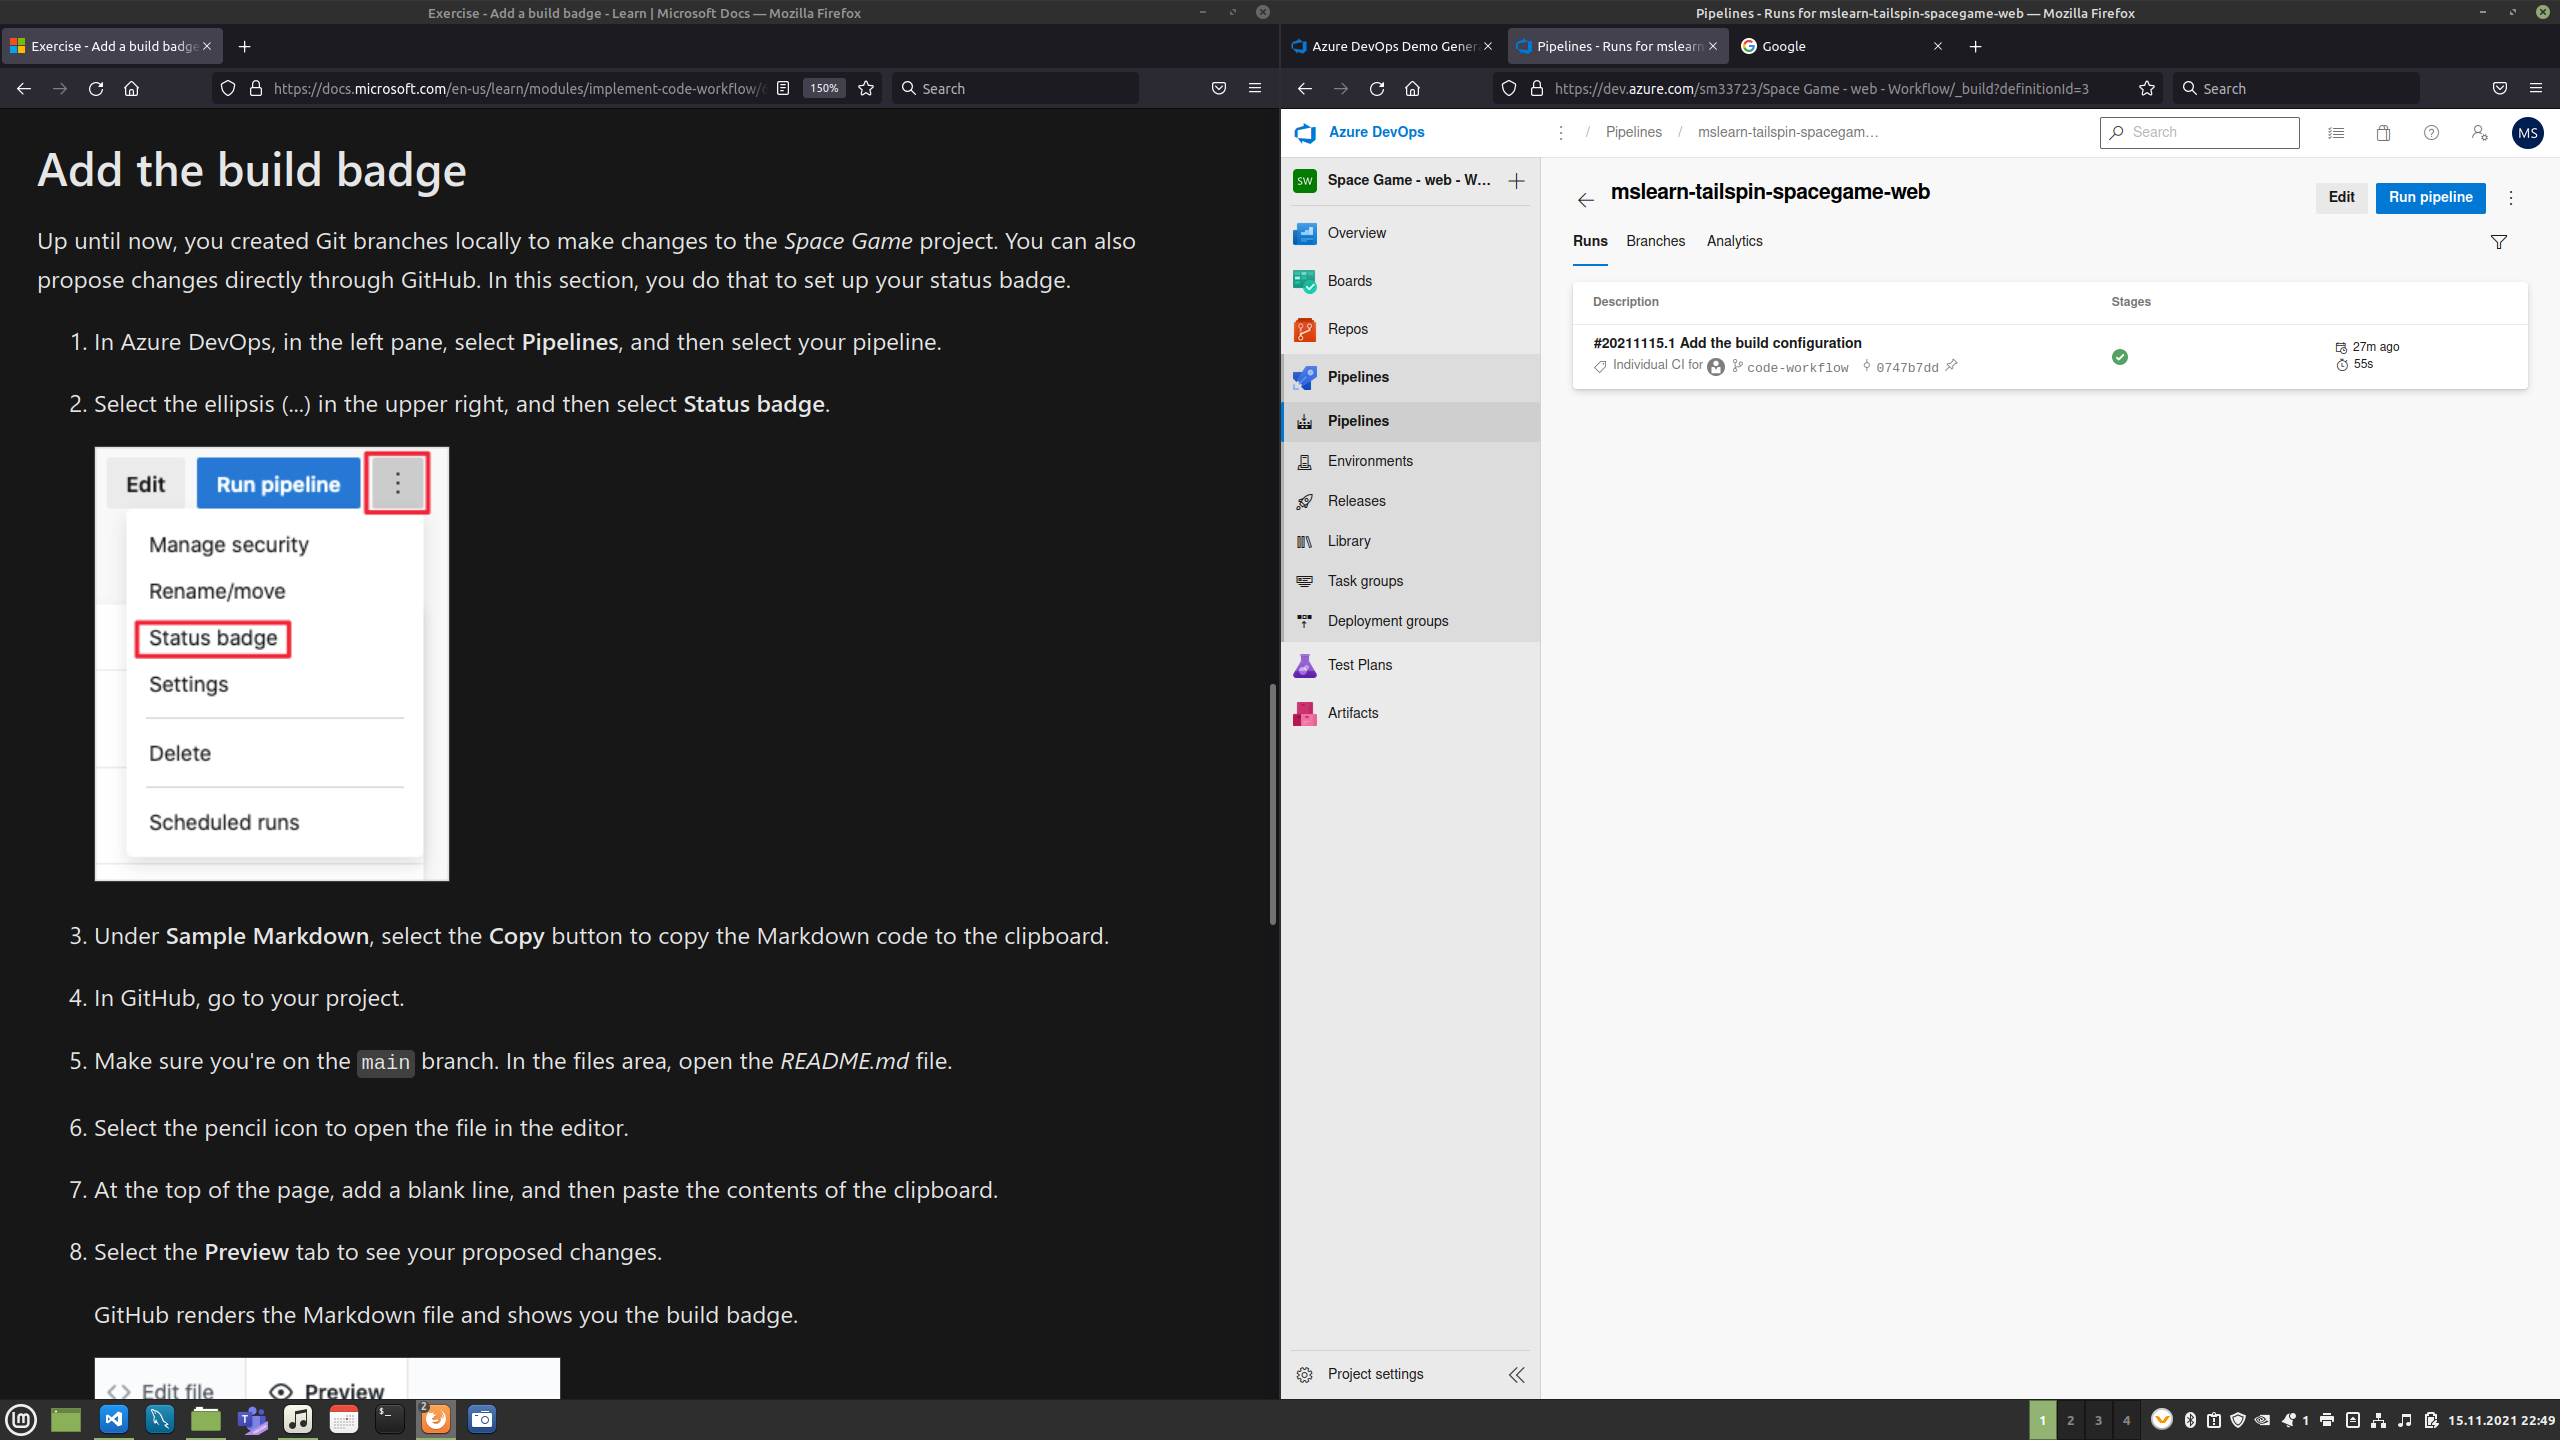 Exercise - Add a build badge - Learn | Microsoft Docs — Mozilla Firefox
Exercise - Add a build badge
https://docs.microsoft.com/en-us/learn/modules/implement-code-workflow/
150%
Search
Add the build badge
Up until now, you created Git branches locally to make changes to the Space Game project. You can also
propose changes directly through GitHub. In this section, you do that to set up your status badge.
1. In Azure DevOps, in the left pane, select Pipelines, and then select your pipeline.
2. Select the ellipsis (...) in the upper right, and then select Status badge.
Edit
Run pipeline
Manage security
Rename/move
Status badge
Settings
Delete
Scheduled runs
3. Under Sample Markdown, select the Copy button to copy the Markdown code to the clipboard.
4. In GitHub, go to your project.
5. Make sure you're on the main branch. In the files area, open the README.md file.
6. Select the pencil icon to open the file in the editor.
7. At the top of the page, add a blank line, and then paste the contents of the clipboard.
8. Select the Preview tab to see your proposed changes.
GitHub renders the Markdown file and shows you the build badge.
Edit file
Preview
Pipelines - Runs for mslearn-tailspin-spacegame-web — Mozilla Firefox
Azure DevOps Demo Gener
Pipelines - Runs for mslearn
Google
https://dev.azure.com/sm33723/Space Game - web - Workflow/_build?definitionId=3
Search
Azure DevOps
/ Pipelines / mslearn-tailspin-spacegam...
Search
MS
SW
Space Game - web - W...
Overview
Boards
Repos
Pipelines
Pipelines
Environments
Releases
Library
Task groups
Deployment groups
Test Plans
Artifacts
Project settings
mslearn-tailspin-spacegame-web
Edit
Run pipeline
Runs
Branches
Analytics
Description
Stages
#20211115.1 Add the build configuration
Individual CI for
code-workflow
0747b7dd
27m ago
55s
2
1
2
3
4
1
15.11.2021 22:49